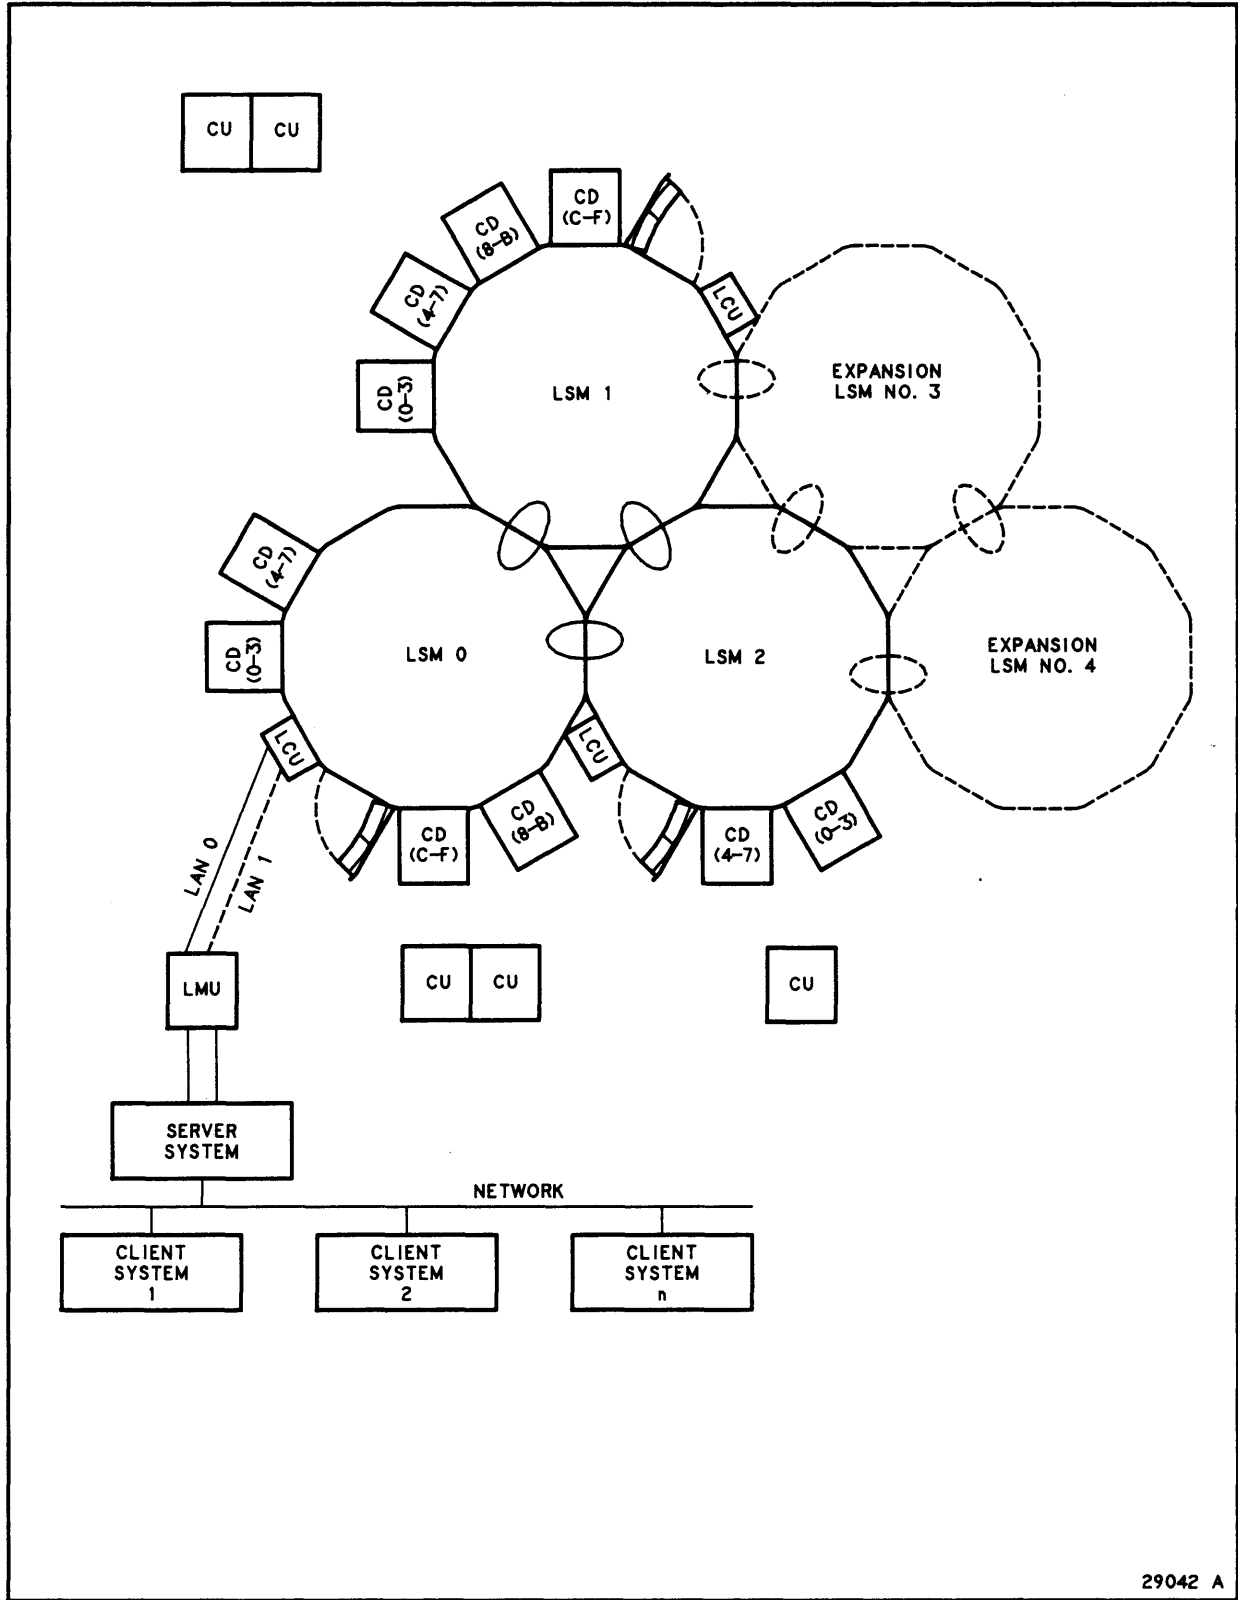 CU CU
CD
(C-F)
CD
(8-B)
CD
(4-7)
LCU
CD
(0-3)
LSM 1
EXPANSION
LSM NO. 3
CD
(4-7)
CD
(0-3)
LSM 0
LSM 2
EXPANSION
LSM NO. 4
LCU
LCU
CD
(C-F)
CD
(8-B)
CD
(4-7)
CD
(0-3)
LAN 0
LAN 1
LMU
CU CU
CU
SERVER
SYSTEM
NETWORK
CLIENT
SYSTEM
1
CLIENT
SYSTEM
2
CLIENT
SYSTEM
n
29042 A